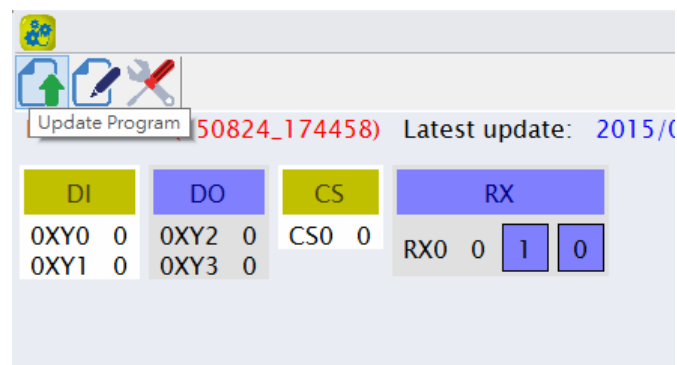 Update Program
50824_174458) Latest update: 2015/0
DI DO CS RX
0XY0 0 0XY2 0 CS0 0 RX0 0 1 0
0XY1 0 0XY3 0